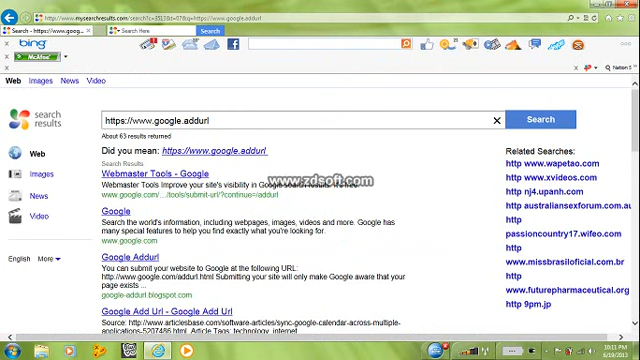 http://www.mysearchresults.com/search?c=3513&t=07&q=https://www.google.addurl
Search - https://www.goog...
Search Here
Search
bing
McAfee
Web Images News Video
search results
https://www.google.addurl
Search
About 63 results returned
Did you mean: https://www.google.addurl
Search Results
Web
Images
News
Video
English More
Webmaster Tools - Google
Webmaster Tools Improve your site's visibility in Google search results. It's free.
www.google.com/.../tools/submit-url/?continue=/addurl
Google
Search the world's information, including webpages, images, videos and more. Google has
many special features to help you find exactly what you're looking for.
www.google.com
Google Addurl
You can submit your website to Google at the following URL:
http://www.google.com/addurl.html Submitting your site will only make Google aware that your
page exists ...
google-addurl.blogspot.com
Google Add Url - Google Add Url
Source: http://www.articlesbase.com/software-articles/sync-google-calendar-across-multiple-
applications-5207486.html Article Tags: technology, internet
www.zdsoft.com
Related Searches:
http www.wapetao.com
http www.xvideos.com
http nj4.upanh.com
http australiansexforum.com.au
http
passioncountry17.wifeo.com
http
www.missbrasiloficial.com.br
http
www.futurepharmaceutical.org
http 9pm.jp
10:11 PM
6/19/2013